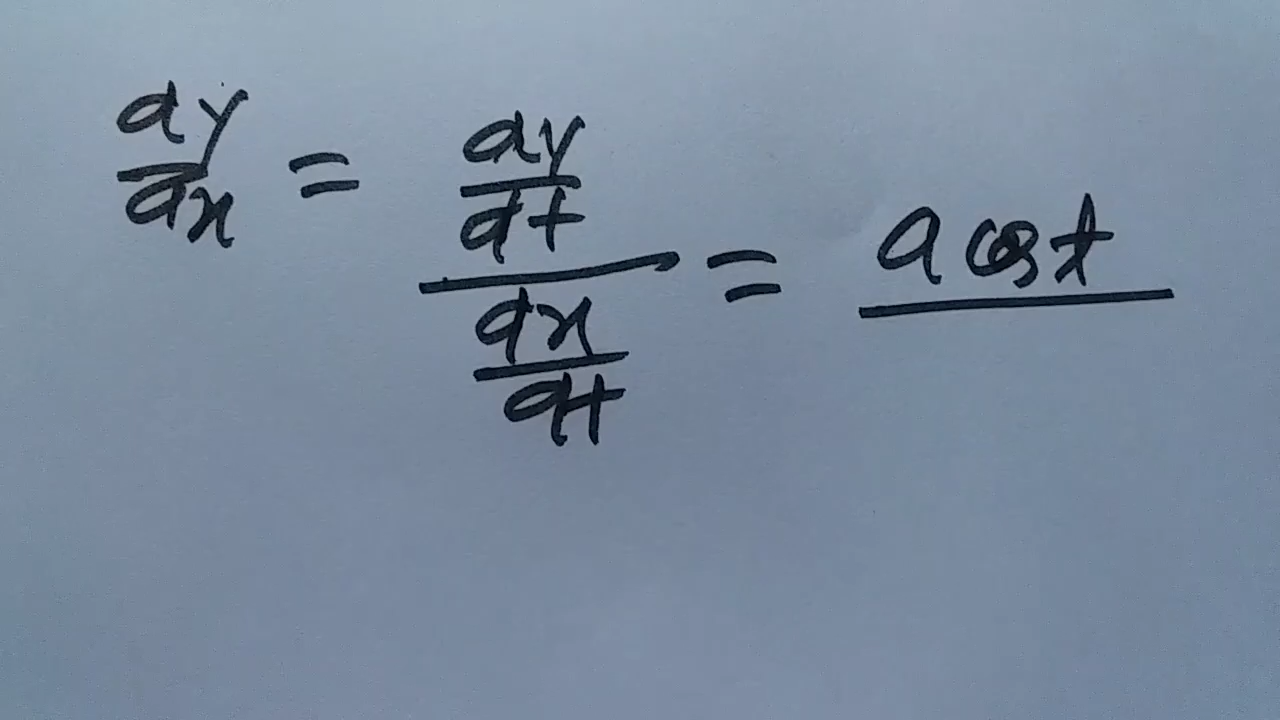 dy/dx = (dy/dt)/(dx/dt) = a cos t/